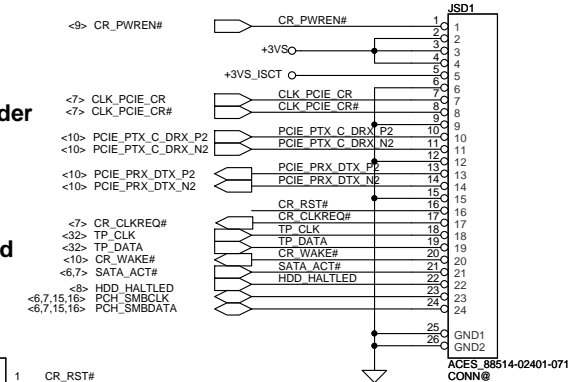 JSD1
<9> CR_PWREN# CR_PWREN# 1 1
2 2
+3VS 3 3
4 4
+3VS_ISCT 5 5
6 6
<7> CLK_PCIE_CR CLK_PCIE_CR 7 7
<7> CLK_PCIE_CR# CLK_PCIE_CR# 8 8
der
9 9
<10> PCIE_PTX_C_DRX_P2 PCIE_PTX_C_DRX_P2 10 10
<10> PCIE_PTX_C_DRX_N2 PCIE_PTX_C_DRX_N2 11 11
12 12
<10> PCIE_PRX_DTX_P2 PCIE_PRX_DTX_P2 13 13
<10> PCIE_PRX_DTX_N2 PCIE_PRX_DTX_N2 14 14
15 15
CR_RST# 16 16
<7> CR_CLKREQ# CR_CLKREQ# 17 17
<32> TP_CLK TP_CLK 18 18
<32> TP_DATA TP_DATA 19 19
d
<10> CR_WAKE# CR_WAKE# 20 20
<6,7> SATA_ACT# SATA_ACT# 21 21
<8> HDD_HALTLED HDD_HALTLED 22 22
<6,7,15,16> PCH_SMBCLK 23 23
<6,7,15,16> PCH_SMBDATA 24 24
25 GND1
26 GND2
ACES_88514-02401-071
CONN@
1 CR_RST#